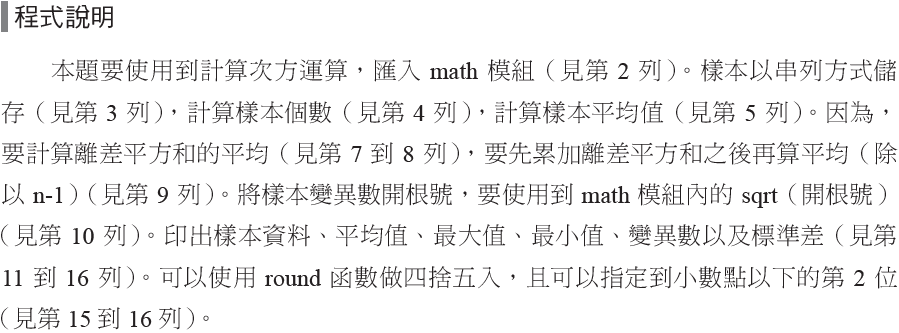 程式說明
本題要使用到計算次方運算，匯入 math 模組（見第 2 列）。樣本以串列方式儲
存（見第 3 列），計算樣本個數（見第 4 列），計算樣本平均值（見第 5 列）。因為，
要計算離差平方和的平均（見第 7 到 8 列），要先累加離差平方和之後再算平均（除
以 n-1）（見第 9 列）。將樣本變異數開根號，要使用到 math 模組內的 sqrt（開根號）
（見第 10 列）。印出樣本資料、平均值、最大值、最小值、變異數以及標準差（見第
11 到 16 列）。可以使用 round 函數做四捨五入，且可以指定到小數點以下的第 2 位
（見第 15 到 16 列）。